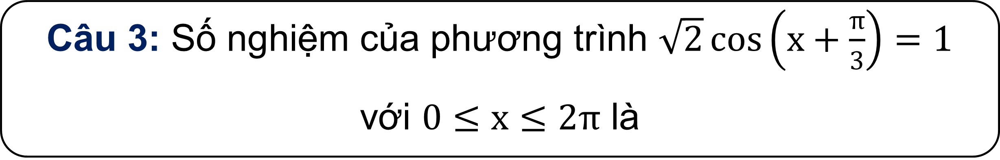 Câu 3: Số nghiệm của phương trình √2 cos(x + π/3) = 1
với 0 ≤ x ≤ 2π là